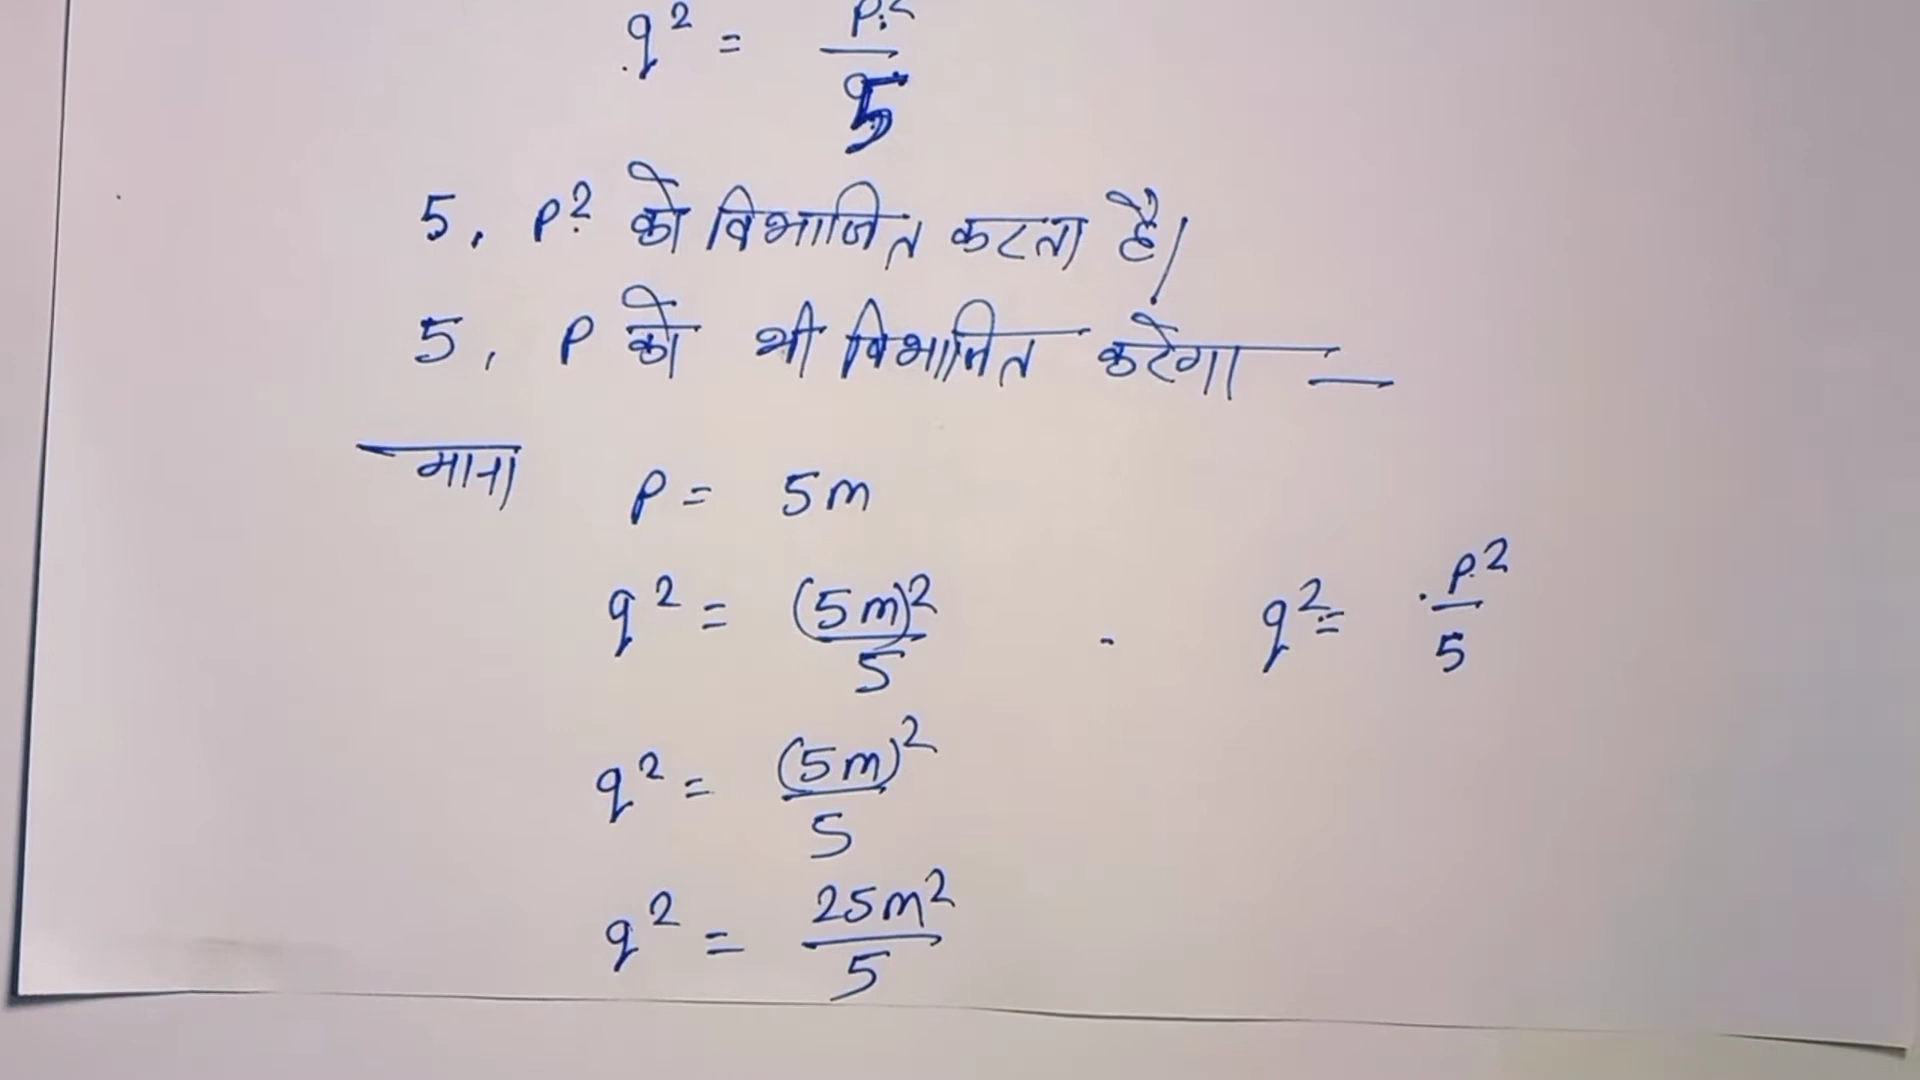 q² = p²/5
5, p² को विभाजित करता है।
5, p को भी विभाजित करेगा —
माना p = 5m
q² = (5m)²/5 q² = p²/5
q² = (5m)²/5
q² = 25m²/5